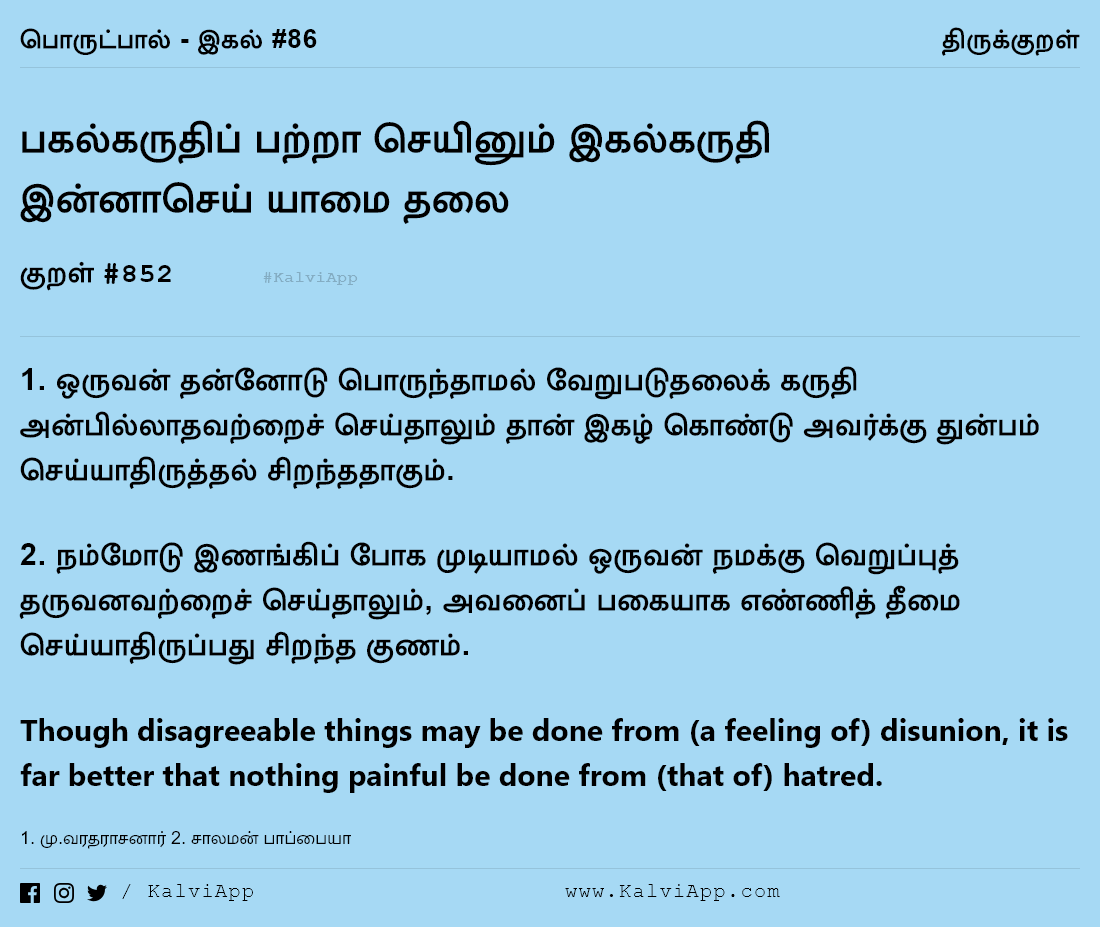 பொருட்பால் - இகல் #86 திருக்குறள்
பகல்கருதிப் பற்றா செயினும் இகல்கருதி
இன்னாசெய் யாமை தலை
குறள் #852 #KalviApp
1. ஒருவன் தன்னோடு பொருந்தாமல் வேறுபடுதலைக் கருதி
அன்பில்லாதவற்றைச் செய்தாலும் தான் இகழ் கொண்டு அவர்க்கு துன்பம்
செய்யாதிருத்தல் சிறந்ததாகும்.
2. நம்மோடு இணங்கிப் போக முடியாமல் ஒருவன் நமக்கு வெறுப்புத்
தருவனவற்றைச் செய்தாலும், அவனைப் பகையாக எண்ணித் தீமை
செய்யாதிருப்பது சிறந்த குணம்.
Though disagreeable things may be done from (a feeling of) disunion, it is
far better that nothing painful be done from (that of) hatred.
1. மு.வரதராசனார் 2. சாலமன் பாப்பையா
/ KalviApp www.KalviApp.com